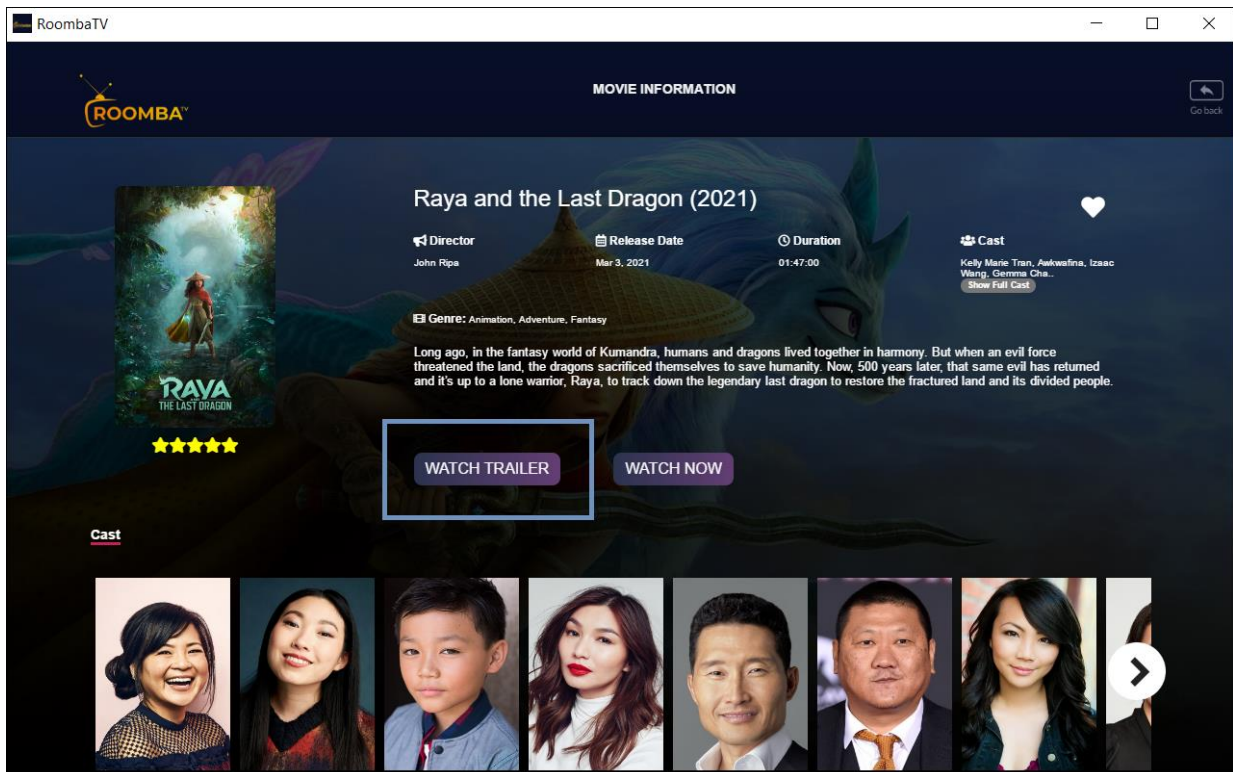 RoombaTV
ROOMBA TV
MOVIE INFORMATION
Go back
Raya and the Last Dragon (2021)
Director
Release Date
Duration
Cast
John Ripa
Mar 3, 2021
01:47:00
Kelly Marie Tran, Awkwafina, Izaac
Wang, Gemma Cha..
Show Full Cast
Genre: Animation, Adventure, Fantasy
Long ago, in the fantasy world of Kumandra, humans and dragons lived together in harmony. But when an evil force
threatened the land, the dragons sacrificed themselves to save humanity. Now, 500 years later, that same evil has returned
and it's up to a lone warrior, Raya, to track down the legendary last dragon to restore the fractured land and its divided people.
RAYA
THE LAST DRAGON
WATCH TRAILER
WATCH NOW
Cast